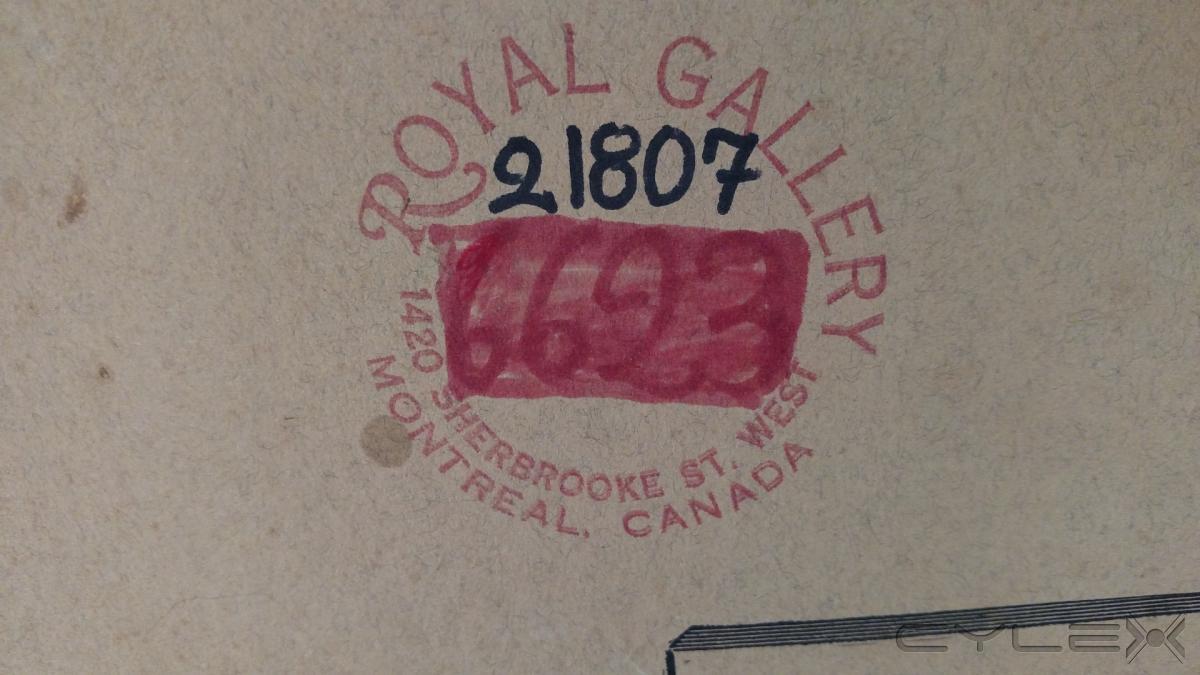 ROYAL GALLERY
21807
6623
1420 SHERBROOKE ST. WEST
MONTREAL, CANADA
CYLEX